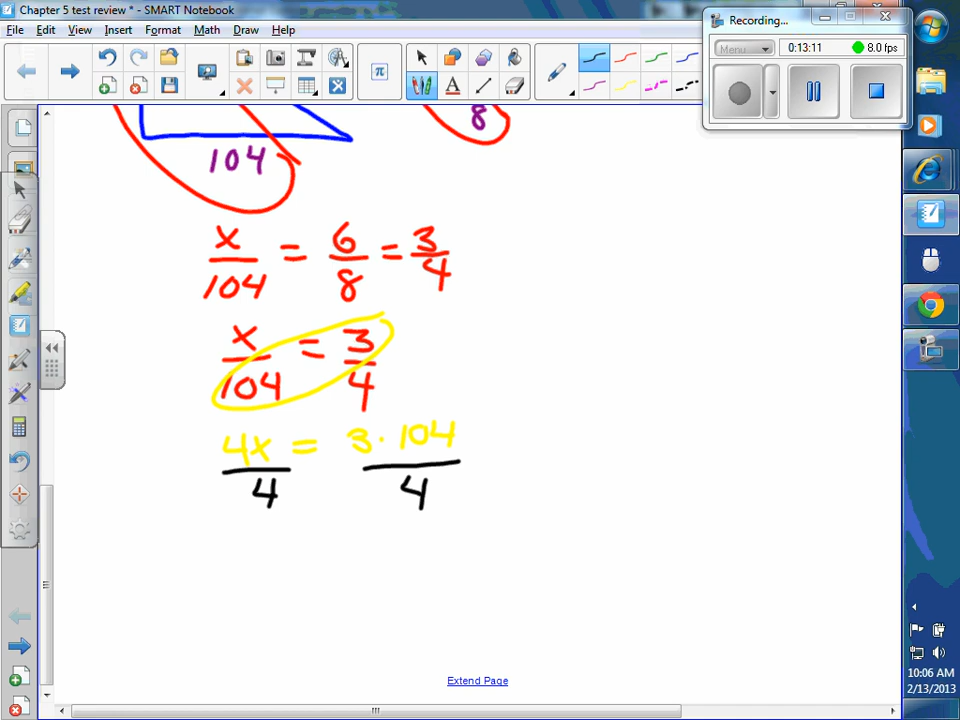 Chapter 5 test review * - SMART Notebook
File Edit View Insert Format Math Draw Help
Recording...
Menu 0:13:11 8.0 fps
π
A
104
8
x/104 = 6/8 = 3/4
x/104 = 3/4
4x = 3·104
4 4
Extend Page
10:06 AM
2/13/2013